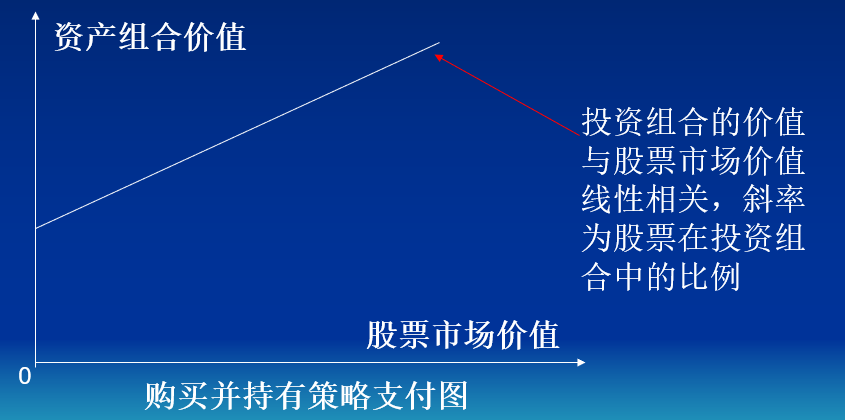 资产组合价值
投资组合的价值
与股票市场价值
线性相关，斜率
为股票在投资组
合中的比例
股票市场价值
0
购买并持有策略支付图